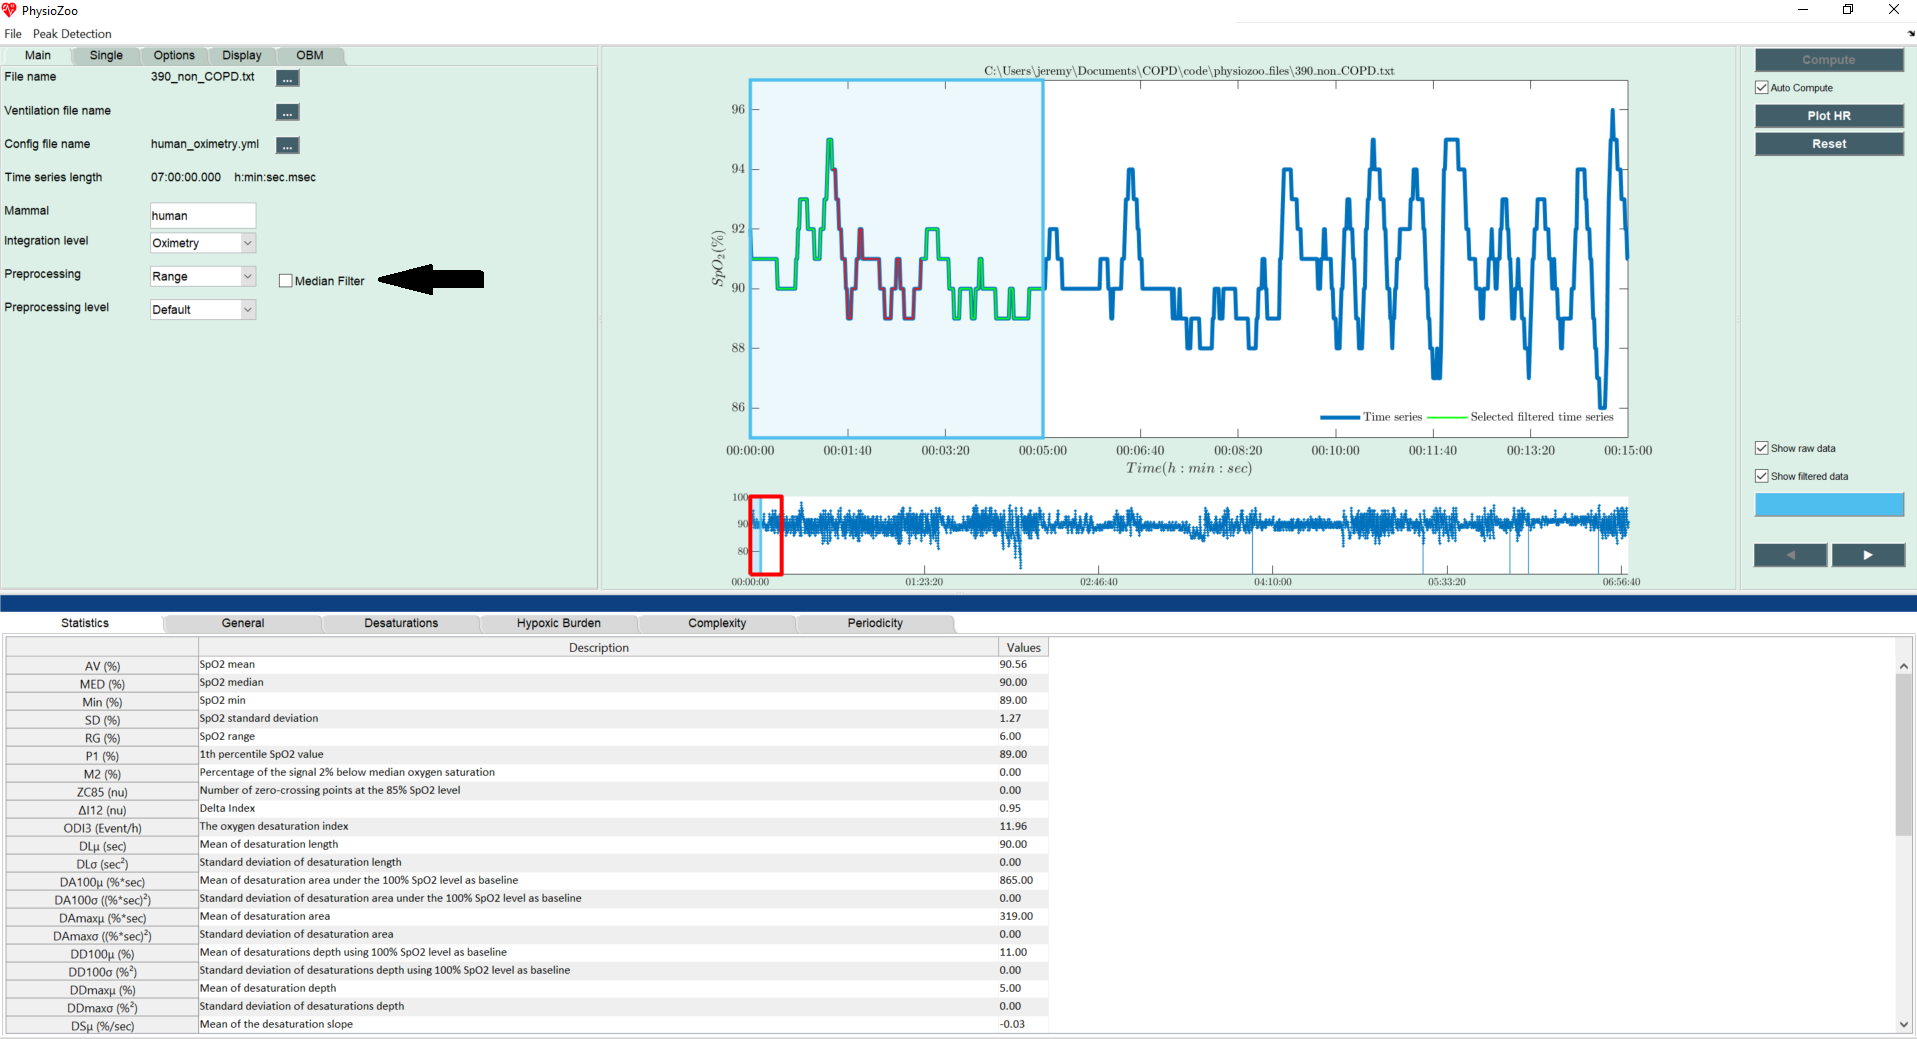 PhysioZoo
File Peak Detection
Main Single Options Display OBM
File name 390_non_COPD.txt ...
Ventilation file name ...
Config file name human_oximetry.yml ...
Time series length 07:00:00.000 h:min:sec.msec
Mammal human
Integration level Oximetry
Preprocessing Range Median Filter
Preprocessing level Default
C:\Users\jeremy\Documents\COPD\code\physiozoo_files\390_non_COPD.txt
96
94
92
90
88
86
SpO2(%)
Time series Selected filtered time series
00:00:00 00:01:40 00:03:20 00:05:00 00:06:40 00:08:20 00:10:00 00:11:40 00:13:20 00:15:00
Time(h : min : sec)
100
90
80
00:00:00 01:23:20 02:46:40 04:10:00 05:33:20 06:56:40
Compute
Auto Compute
Plot HR
Reset
Show raw data
Show filtered data
Statistics General Desaturations Hypoxic Burden Complexity Periodicity
Description Values
AV (%) SpO2 mean 90.56
MED (%) SpO2 median 90.00
Min (%) SpO2 min 89.00
SD (%) SpO2 standard deviation 1.27
RG (%) SpO2 range 6.00
P1 (%) 1th percentile SpO2 value 89.00
M2 (%) Percentage of the signal 2% below median oxygen saturation 0.00
ZC85 (nu) Number of zero-crossing points at the 85% SpO2 level 0.00
ΔI12 (nu) Delta Index 0.95
ODI3 (Event/h) The oxygen desaturation index 11.96
DLμ (sec) Mean of desaturation length 90.00
DLσ (sec²) Standard deviation of desaturation length 0.00
DA100μ (%*sec) Mean of desaturation area under the 100% SpO2 level as baseline 865.00
DA100σ ((%*sec)²) Standard deviation of desaturation area under the 100% SpO2 level as baseline 0.00
DAmaxμ (%*sec) Mean of desaturation area 319.00
DAmaxσ ((%*sec)²) Standard deviation of desaturation area 0.00
DD100μ (%) Mean of desaturations depth using 100% SpO2 level as baseline 11.00
DD100σ (%²) Standard deviation of desaturations depth using 100% SpO2 level as baseline 0.00
DDmaxμ (%) Mean of desaturation depth 5.00
DDmaxσ (%²) Standard deviation of desaturations depth 0.00
DSμ (%/sec) Mean of the desaturation slope -0.03